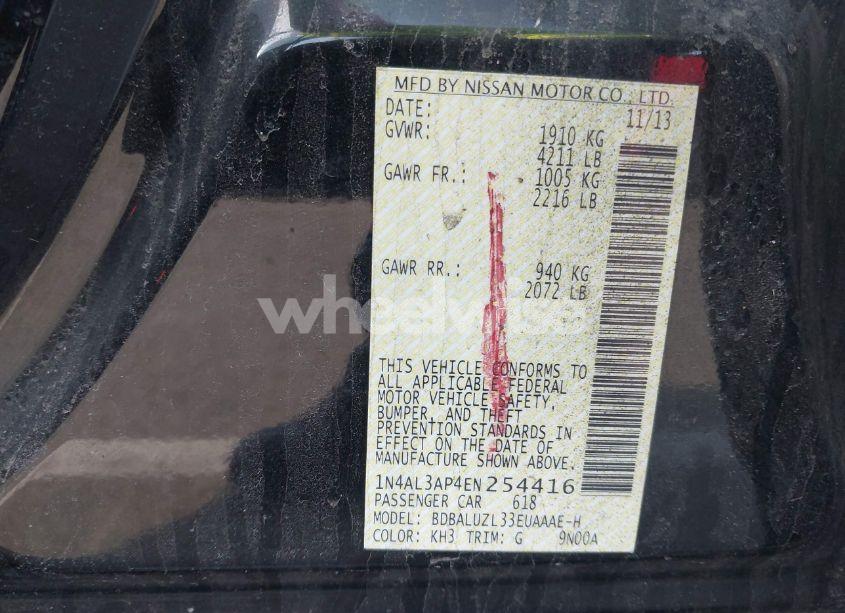 MFD BY NISSAN MOTOR CO., LTD.
DATE: 11/13
GVWR: 1910 KG
4211 LB
GAWR FR.: 1005 KG
2216 LB
GAWR RR.: 940 KG
2072 LB
wheelwise
THIS VEHICLE CONFORMS TO
ALL APPLICABLE FEDERAL
MOTOR VEHICLE SAFETY,
BUMPER, AND THEFT
PREVENTION STANDARDS IN
EFFECT ON THE DATE OF
MANUFACTURE SHOWN ABOVE.
1N4AL3AP4EN254416
PASSENGER CAR 618
MODEL: BDBALUZL33EUAAAE-H
COLOR: KH3 TRIM: G 9N00A